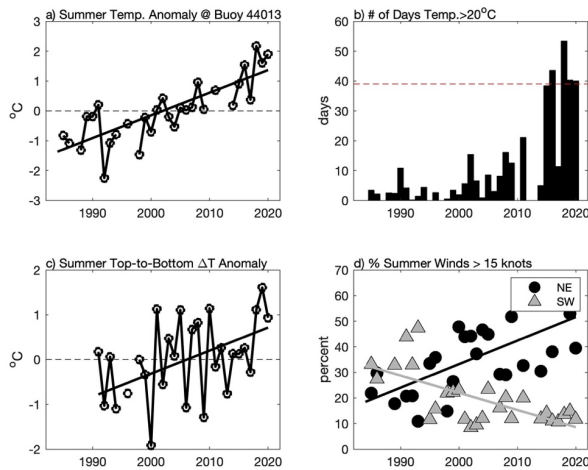 a) Summer Temp. Anomaly @ Buoy 44013
2
1
0
-1
-2
-3
°C
1990 2000 2010 2020
b) # of Days Temp.>20°C
60
50
40
30
20
10
0
days
1990 2000 2010 2020
c) Summer Top-to-Bottom ΔT Anomaly
2
1
0
-1
-2
°C
1990 2000 2010 2020
d) % Summer Winds > 15 knots
70
60
50
40
30
20
10
0
percent
NE
SW
1990 2000 2010 2020